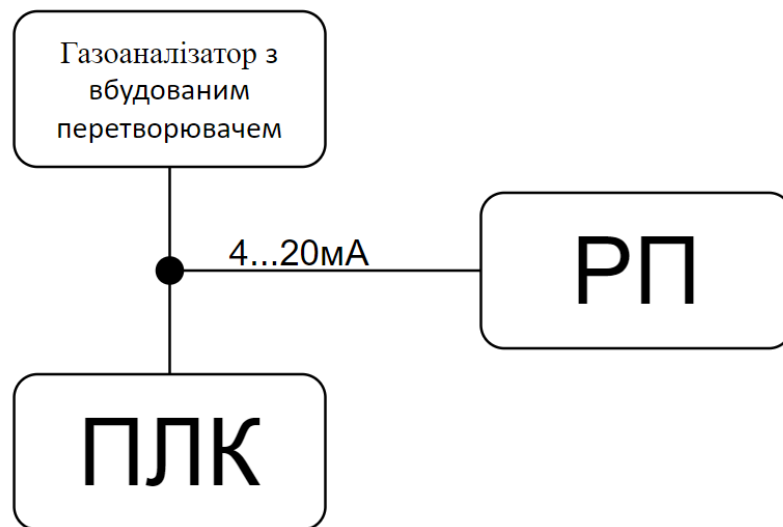 Газоаналізатор з
вбудованим
перетворювачем
4...20мА
РП
ПЛК